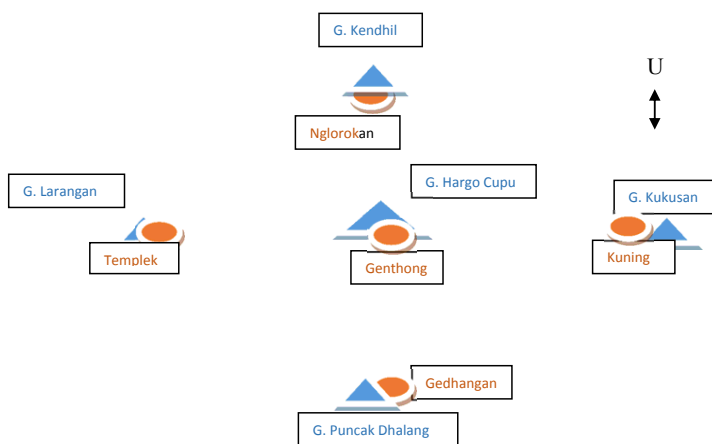 G. Kendhil
U
Nglorokan
G. Larangan
G. Hargo Cupu
G. Kukusan
Templek
Genthong
Kuning
Gedhangan
G. Puncak Dhalang